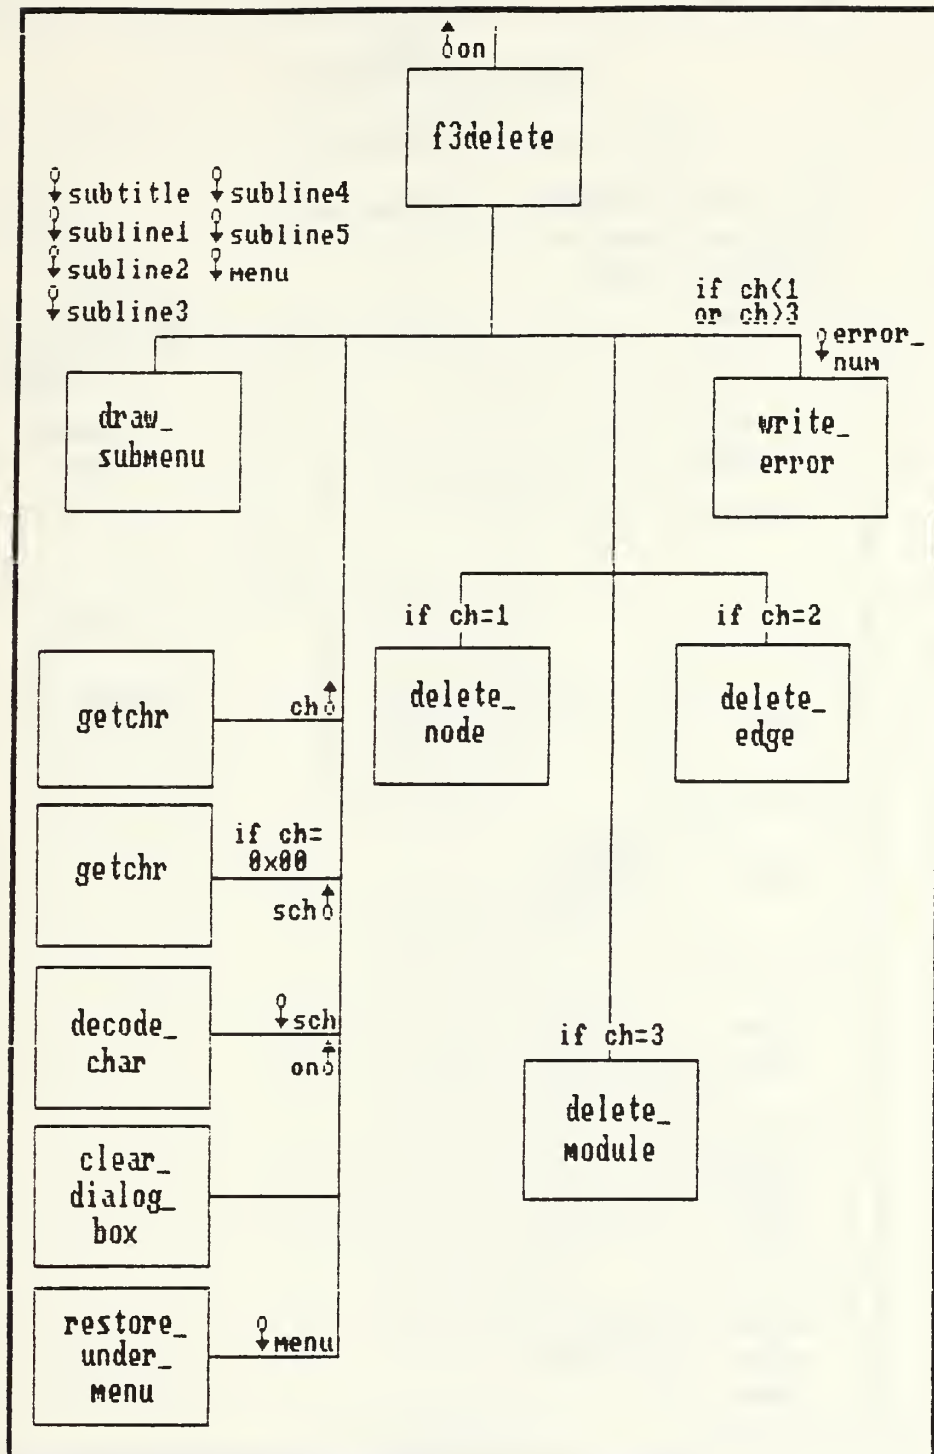 on
f3delete
subtitle subline4
subline1 subline5
subline2 menu
subline3
if ch<1
or ch>3
error_
num
draw_
submenu
write_
error
if ch=1
if ch=2
getchr
ch
delete_
node
delete_
edge
getchr
if ch=
0x00
sch
decode_
char
sch
on
if ch=3
delete_
module
clear_
dialog_
box
restore_
under_
menu
menu